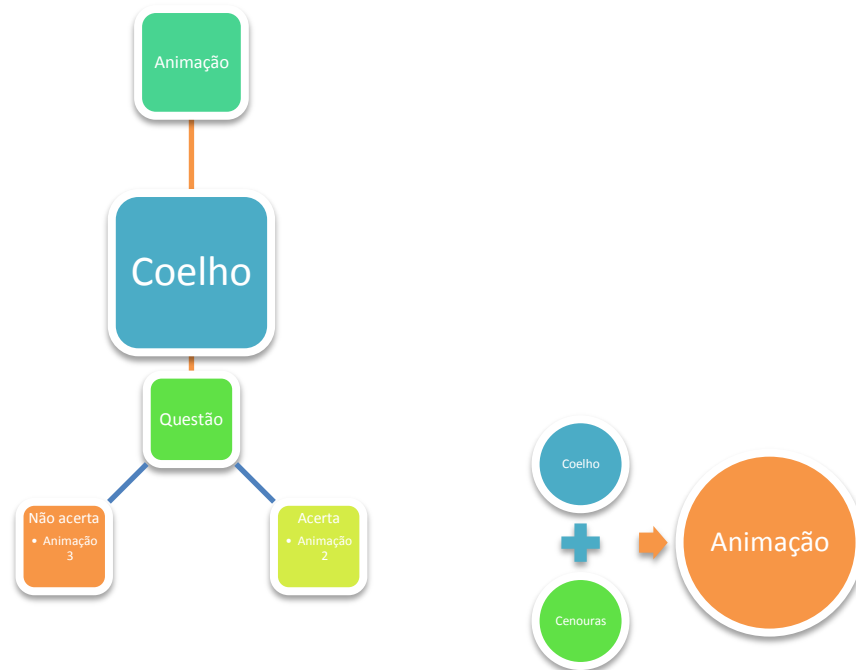 Animação
Coelho
Questão
Não acerta
• Animação
3
Acerta
• Animação
2
Coelho
Cenouras
Animação